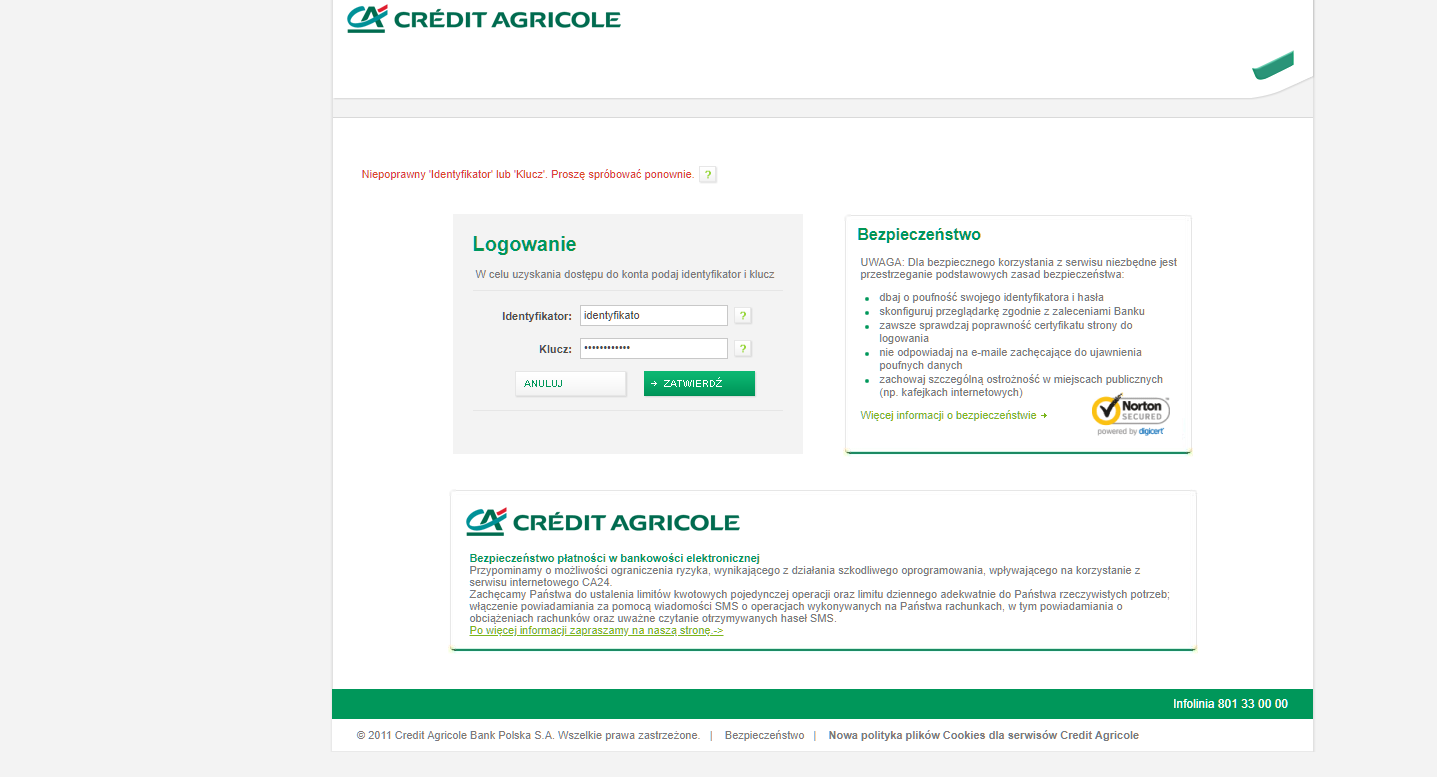 CRÉDIT AGRICOLE
Niepoprawny 'Identyfikator' lub 'Klucz'. Proszę spróbować ponownie. ?
Logowanie
W celu uzyskania dostępu do konta podaj identyfikator i klucz
Identyfikator: identyfikato ?
Klucz: •••••••••••• ?
ANULUJ
ZATWIERDŹ
Bezpieczeństwo
UWAGA: Dla bezpiecznego korzystania z serwisu niezbędne jest
przestrzeganie podstawowych zasad bezpieczeństwa:
dbaj o poufność swojego identyfikatora i hasła
skonfiguruj przeglądarkę zgodnie z zaleceniami Banku
zawsze sprawdzaj poprawność certyfikatu strony do
logowania
nie odpowiadaj na e-maile zachęcające do ujawnienia
poufnych danych
zachowaj szczególną ostrożność w miejscach publicznych
(np. kafejkach internetowych)
Więcej informacji o bezpieczeństwie
Norton
SECURED
powered by digicert
CRÉDIT AGRICOLE
Bezpieczeństwo płatności w bankowości elektronicznej
Przypominamy o możliwości ograniczenia ryzyka, wynikającego z działania szkodliwego oprogramowania, wpływającego na korzystanie z
serwisu internetowego CA24.
Zachęcamy Państwa do ustalenia limitów kwotowych pojedynczej operacji oraz limitu dziennego adekwatnie do Państwa rzeczywistych potrzeb;
włączenie powiadamiania za pomocą wiadomości SMS o operacjach wykonywanych na Państwa rachunkach, w tym powiadamiania o
obciążeniach rachunków oraz uważne czytanie otrzymywanych haseł SMS.
Po więcej informacji zapraszamy na naszą stronę.->
Infolinia 801 33 00 00
© 2011 Credit Agricole Bank Polska S.A. Wszelkie prawa zastrzeżone. | Bezpieczeństwo | Nowa polityka plików Cookies dla serwisów Credit Agricole